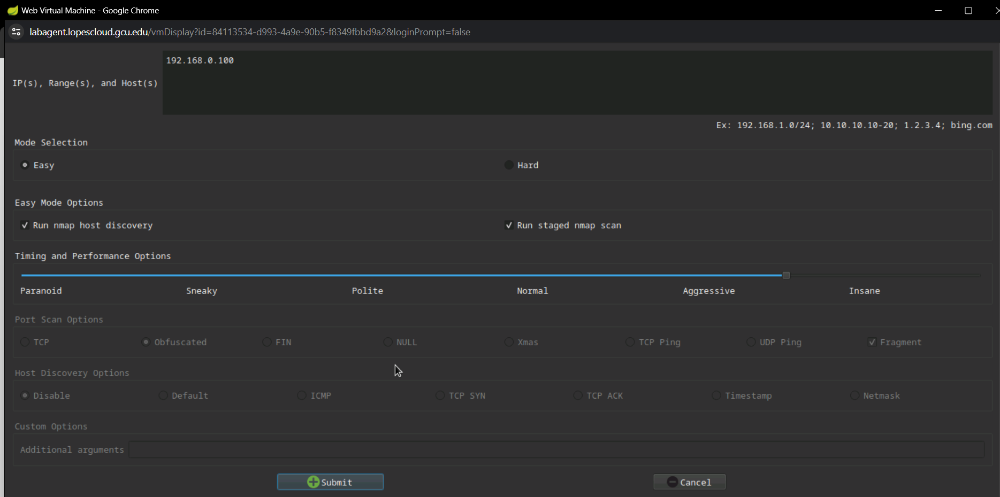 Web Virtual Machine - Google Chrome
labagent.lopescloud.gcu.edu/vmDisplay?id=84113534-d993-4a9e-90b5-f8349fbbd9a2&loginPrompt=false
192.168.0.100
IP(s), Range(s), and Host(s)
Ex: 192.168.1.0/24; 10.10.10.10-20; 1.2.3.4; bing.com
Mode Selection
Easy Hard
Easy Mode Options
Run nmap host discovery Run staged nmap scan
Timing and Performance Options
Paranoid Sneaky Polite Normal Aggressive Insane
Port Scan Options
TCP Obfuscated FIN NULL Xmas TCP Ping UDP Ping Fragment
Host Discovery Options
Disable Default ICMP TCP SYN TCP ACK Timestamp Netmask
Custom Options
Additional arguments
Submit Cancel